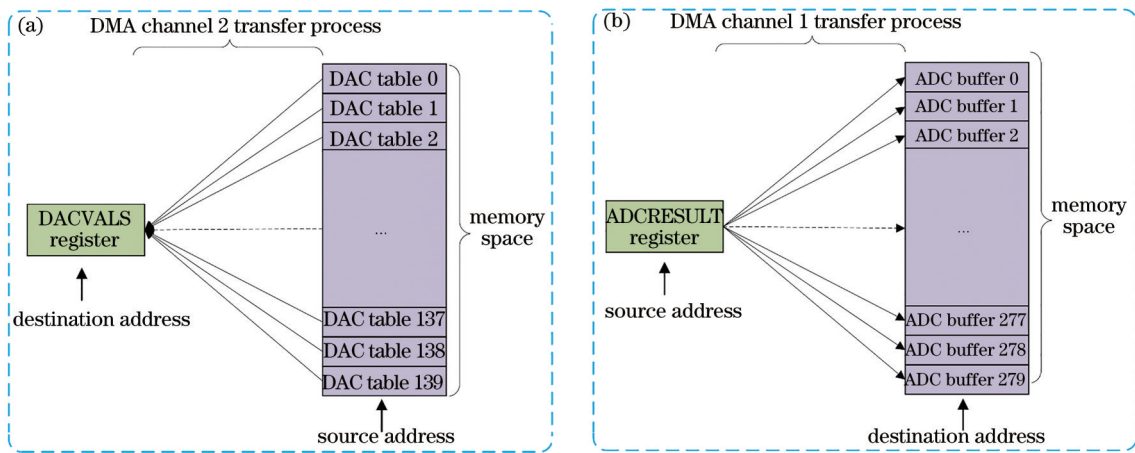 (a)
DMA channel 2 transfer process
DAC table 0
DAC table 1
DAC table 2
...
DAC table 137
DAC table 138
DAC table 139
DACVALS
register
destination address
memory
space
source address
(b)
DMA channel 1 transfer process
ADC buffer 0
ADC buffer 1
ADC buffer 2
...
ADC buffer 277
ADC buffer 278
ADC buffer 279
ADCRESULT
register
source address
memory
space
destination address